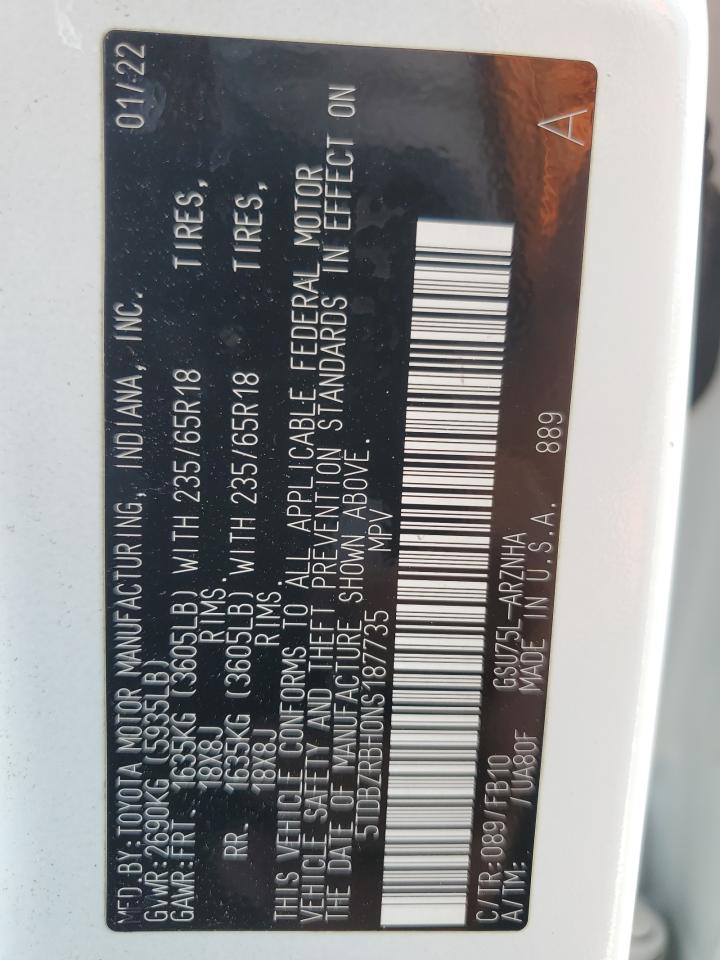 MFD. BY: TOYOTA MOTOR MANUFACTURING, INDIANA, INC. 01/22
GVWR: 2690KG (5935LB)
GAWR: FRT. 1635KG (3605LB) WITH 235/65R18 TIRES,
18X8J RIMS.
RR. 1635KG (3605LB) WITH 235/65R18 TIRES,
18X8J RIMS.
THIS VEHICLE CONFORMS TO ALL APPLICABLE FEDERAL MOTOR
VEHICLE SAFETY AND THEFT PREVENTION STANDARDS IN EFFECT ON
THE DATE OF MANUFACTURE SHOWN ABOVE.
5TDBZRBH0NS187735 MPV
C/TR: 089/FB10 GSU75L-ARZNHA
A/TM: /UA80F MADE IN U.S.A. 889 A